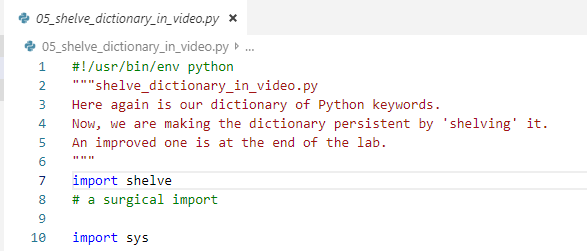 05_shelve_dictionary_in_video.py ×
05_shelve_dictionary_in_video.py > ...
1 #!/usr/bin/env python
2 """shelve_dictionary_in_video.py
3 Here again is our dictionary of Python keywords.
4 Now, we are making the dictionary persistent by 'shelving' it.
5 An improved one is at the end of the lab.
6 """
7 import shelve
8 # a surgical import
9
10 import sys